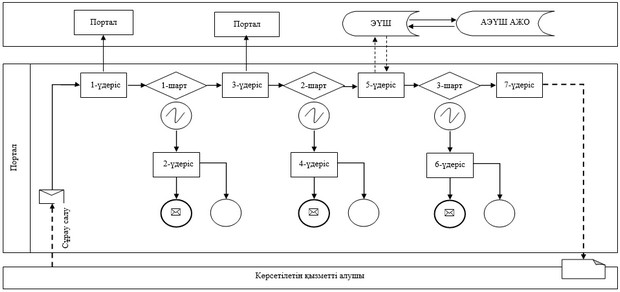 Портал
Портал
ЭҮШ
АЭҮШ АЖО
Портал
1-үдеріс
1-шарт
3-үдеріс
2-шарт
5-үдеріс
3-шарт
7-үдеріс
2-үдеріс
4-үдеріс
6-үдеріс
Сұрау салу
Көрсетілетін қызметті алушы